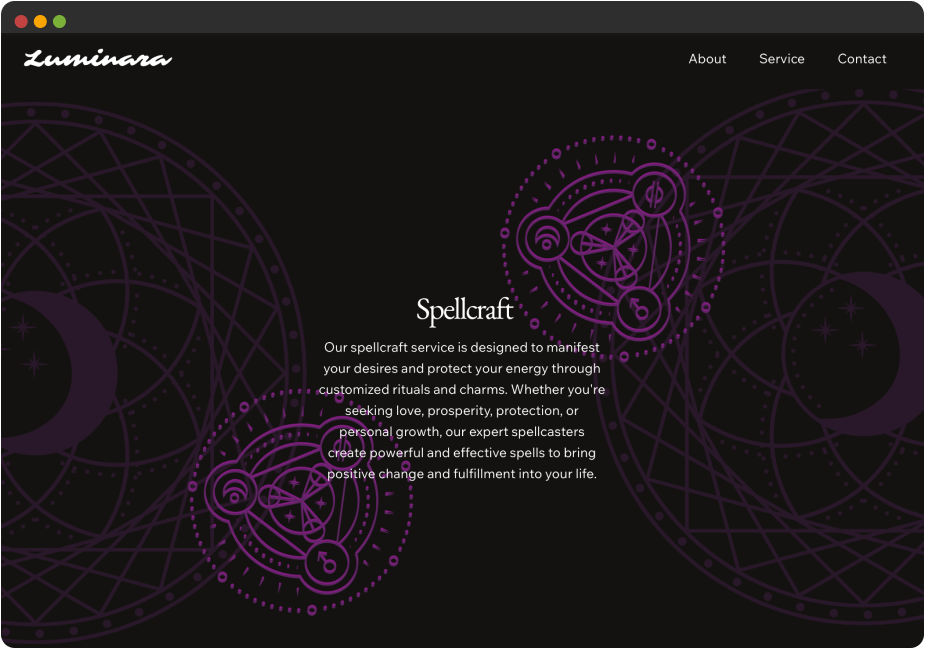 Luminara
About Service Contact
Spellcraft
Our spellcraft service is designed to manifest
your desires and protect your energy through
customized rituals and charms. Whether you're
seeking love, prosperity, protection, or
personal growth, our expert spellcasters
create powerful and effective spells to bring
positive change and fulfillment into your life.